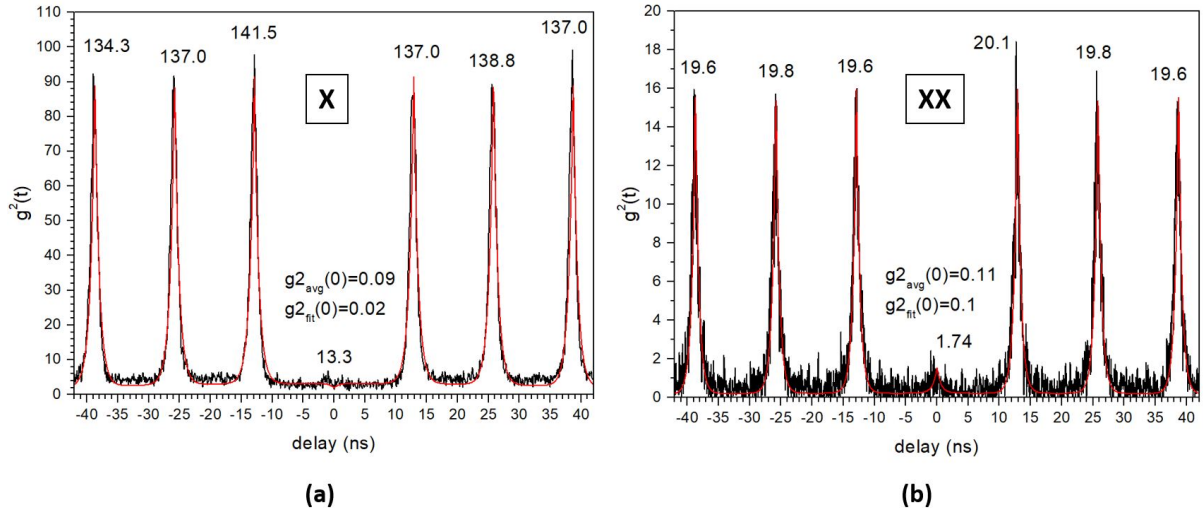 134.3
137.0
141.5
137.0
138.8
137.0
X
g2avg(0)=0.09
g2fit(0)=0.02
13.3
110
100
90
80
70
60
50
40
30
20
10
0
g²(t)
-42 -35 -30 -25 -20 -15 -10 -5 0 5 10 15 20 25 30 35 40
delay (ns)
(a)
19.6
19.8
19.6
20.1
19.8
19.6
XX
g2avg(0)=0.11
g2fit(0)=0.1
1.74
20
18
16
14
12
10
8
6
4
2
0
g²(t)
-40 -35 -30 -25 -20 -15 -10 -5 0 5 10 15 20 25 30 35 40
delay (ns)
(b)